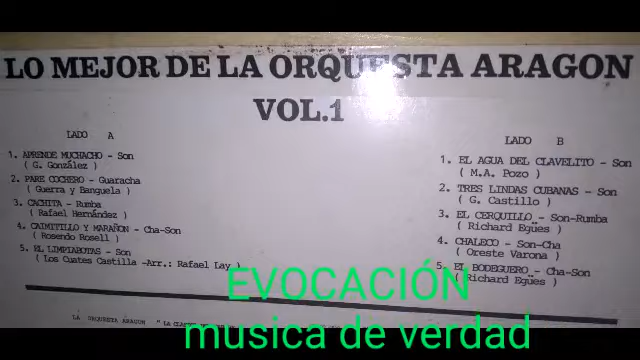 LO MEJOR DE LA ORQUESTA ARAGON
VOL.1
LADO A
1. APRENDE MUCHACHO - Son
( G. González )
2. PARE COCHERO - Guaracha
( Guerra y Banguela )
3. CACHITA - Rumba
( Rafael Hernández )
4. CAIMITILLO Y MARAÑON - Cha-Son
( Rosendo Rosell )
5. EL LIMPIABOTAS - Son
( Los Cuates Castilla -Arr.: Rafael Lay )
LADO B
1. EL AGUA DEL CLAVELITO - Son
( M.A. Pozo )
2. TRES LINDAS CUBANAS - Son
( G. Castillo )
3. EL CERQUILLO - Son-Rumba
( Richard Egües )
4. CHALECO - Son-Cha
( Oreste Varona )
5. EL BODEGUERO - Cha-Son
( Richard Egües )
EVOCACIÓN
musica de verdad
LA ORQUESTA ARAGON " LA